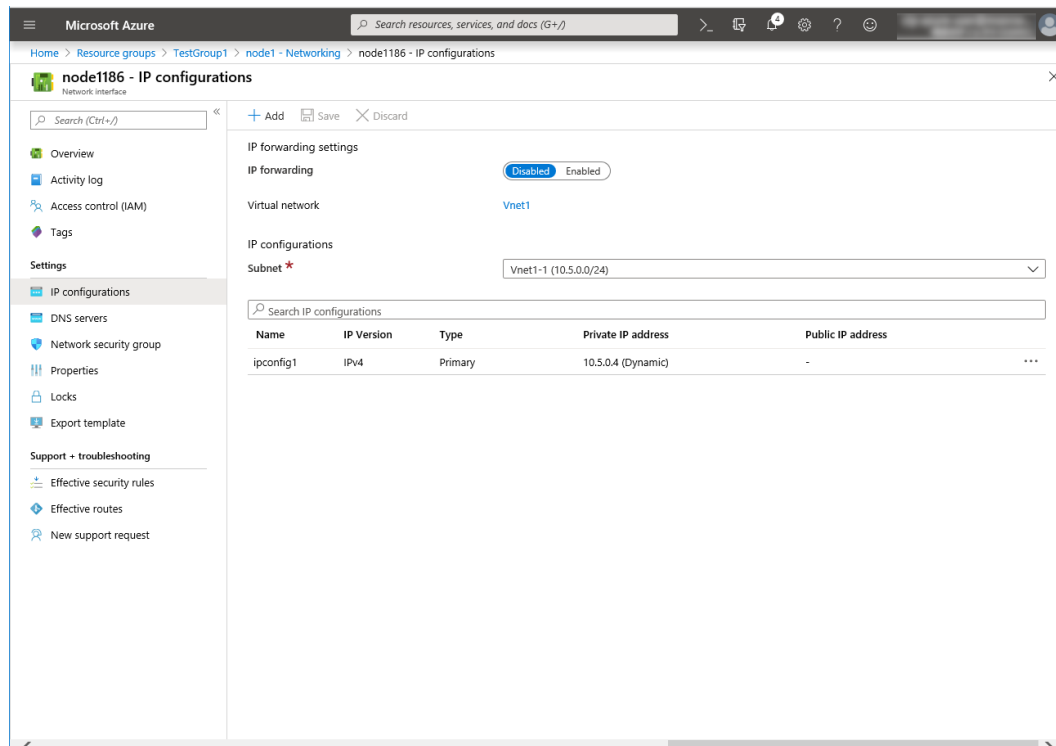 Microsoft Azure
Search resources, services, and docs (G+/)
4
Home > Resource groups > TestGroup1 > node1 - Networking > node1186 - IP configurations
node1186 - IP configurations
Network interface
Search (Ctrl+/)
Overview
Activity log
Access control (IAM)
Tags
Settings
IP configurations
DNS servers
Network security group
Properties
Locks
Export template
Support + troubleshooting
Effective security rules
Effective routes
New support request
Add Save Discard
IP forwarding settings
IP forwarding Disabled Enabled
Virtual network Vnet1
IP configurations
Subnet * Vnet1-1 (10.5.0.0/24)
Search IP configurations
Name IP Version Type Private IP address Public IP address
ipconfig1 IPv4 Primary 10.5.0.4 (Dynamic) - ...